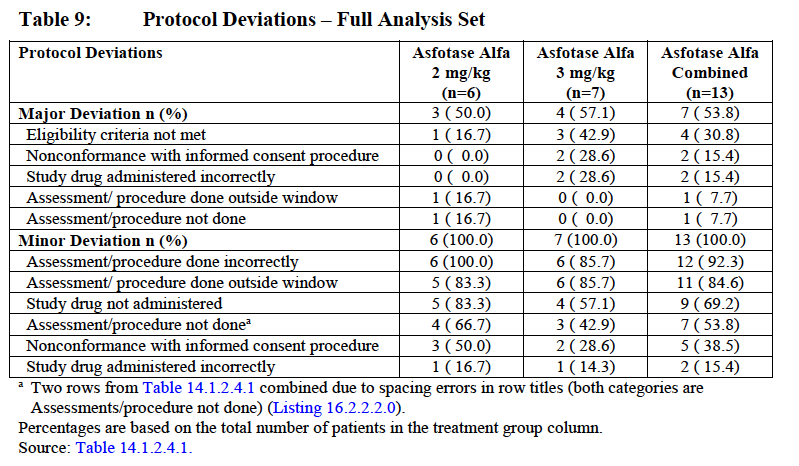 Table 9: Protocol Deviations – Full Analysis Set
Protocol Deviations Asfotase Alfa 2 mg/kg (n=6) Asfotase Alfa 3 mg/kg (n=7) Asfotase Alfa Combined (n=13)
Major Deviation n (%) 3 ( 50.0) 4 ( 57.1) 7 ( 53.8)
Eligibility criteria not met 1 ( 16.7) 3 ( 42.9) 4 ( 30.8)
Nonconformance with informed consent procedure 0 ( 0.0) 2 ( 28.6) 2 ( 15.4)
Study drug administered incorrectly 0 ( 0.0) 2 ( 28.6) 2 ( 15.4)
Assessment/ procedure done outside window 1 ( 16.7) 0 ( 0.0) 1 ( 7.7)
Assessment/procedure not done 1 ( 16.7) 0 ( 0.0) 1 ( 7.7)
Minor Deviation n (%) 6 (100.0) 7 (100.0) 13 (100.0)
Assessment/procedure done incorrectly 6 (100.0) 6 ( 85.7) 12 ( 92.3)
Assessment/ procedure done outside window 5 ( 83.3) 6 ( 85.7) 11 ( 84.6)
Study drug not administered 5 ( 83.3) 4 ( 57.1) 9 ( 69.2)
Assessment/procedure not doneᵃ 4 ( 66.7) 3 ( 42.9) 7 ( 53.8)
Nonconformance with informed consent procedure 3 ( 50.0) 2 ( 28.6) 5 ( 38.5)
Study drug administered incorrectly 1 ( 16.7) 1 ( 14.3) 2 ( 15.4)
ᵃ Two rows from Table 14.1.2.4.1 combined due to spacing errors in row titles (both categories are
Assessments/procedure not done) (Listing 16.2.2.2.0).
Percentages are based on the total number of patients in the treatment group column.
Source: Table 14.1.2.4.1.